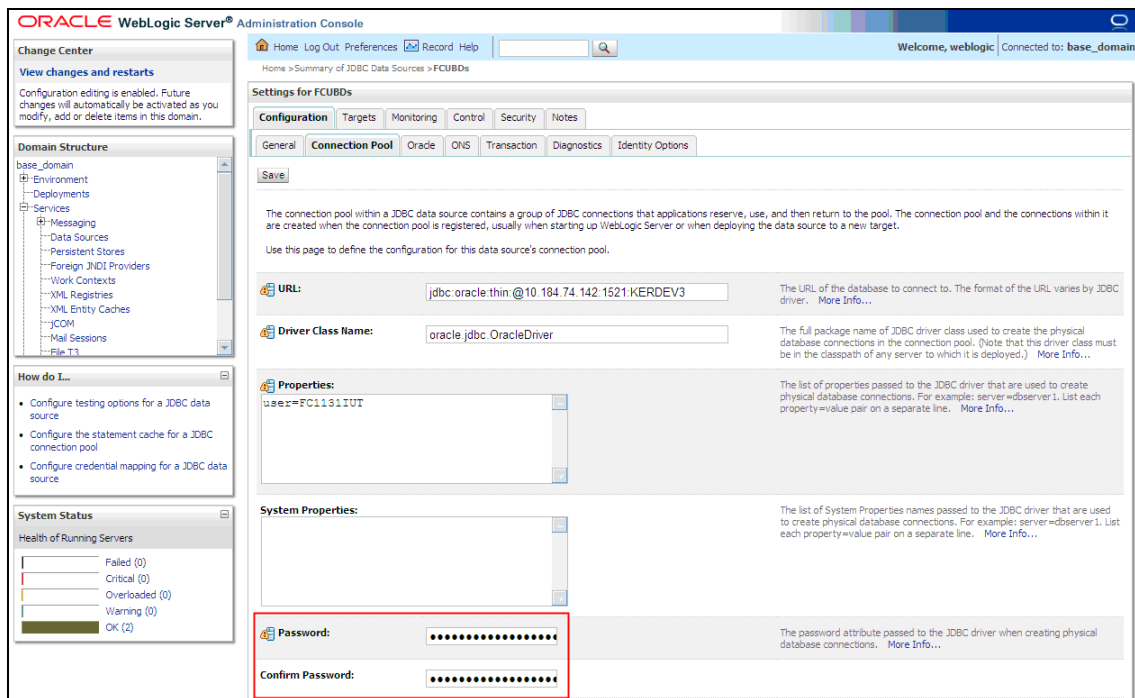 ORACLE WebLogic Server® Administration Console
Change Center
View changes and restarts
Configuration editing is enabled. Future
changes will automatically be activated as you
modify, add or delete items in this domain.
Domain Structure
base_domain
Environment
Deployments
Services
Messaging
Data Sources
Persistent Stores
Foreign JNDI Providers
Work Contexts
XML Registries
XML Entity Caches
jCOM
Mail Sessions
File T3
How do I...
Configure testing options for a JDBC data
source
Configure the statement cache for a JDBC
connection pool
Configure credential mapping for a JDBC data
source
System Status
Health of Running Servers
Failed (0)
Critical (0)
Overloaded (0)
Warning (0)
OK (2)
Home Log Out Preferences Record Help
Welcome, weblogic Connected to: base_domain
Home >Summary of JDBC Data Sources >FCUBDs
Settings for FCUBDs
Configuration Targets Monitoring Control Security Notes
General Connection Pool Oracle ONS Transaction Diagnostics Identity Options
Save
The connection pool within a JDBC data source contains a group of JDBC connections that applications reserve, use, and then return to the pool. The connection pool and the connections within it
are created when the connection pool is registered, usually when starting up WebLogic Server or when deploying the data source to a new target.
Use this page to define the configuration for this data source's connection pool.
URL:
jdbc:oracle:thin:@10.184.74.142:1521:KERDEV3
The URL of the database to connect to. The format of the URL varies by JDBC
driver. More Info...
Driver Class Name:
oracle.jdbc.OracleDriver
The full package name of JDBC driver class used to create the physical
database connections in the connection pool. (Note that this driver class must
be in the classpath of any server to which it is deployed.) More Info...
Properties:
user=FC1131IUT
The list of properties passed to the JDBC driver that are used to create
physical database connections. For example: server=dbserver1. List each
property=value pair on a separate line. More Info...
System Properties:
The list of System Properties names passed to the JDBC driver that are used
to create physical database connections. For example: server=dbserver1. List
each property=value pair on a separate line. More Info...
Password:
The password attribute passed to the JDBC driver when creating physical
database connections. More Info...
Confirm Password: